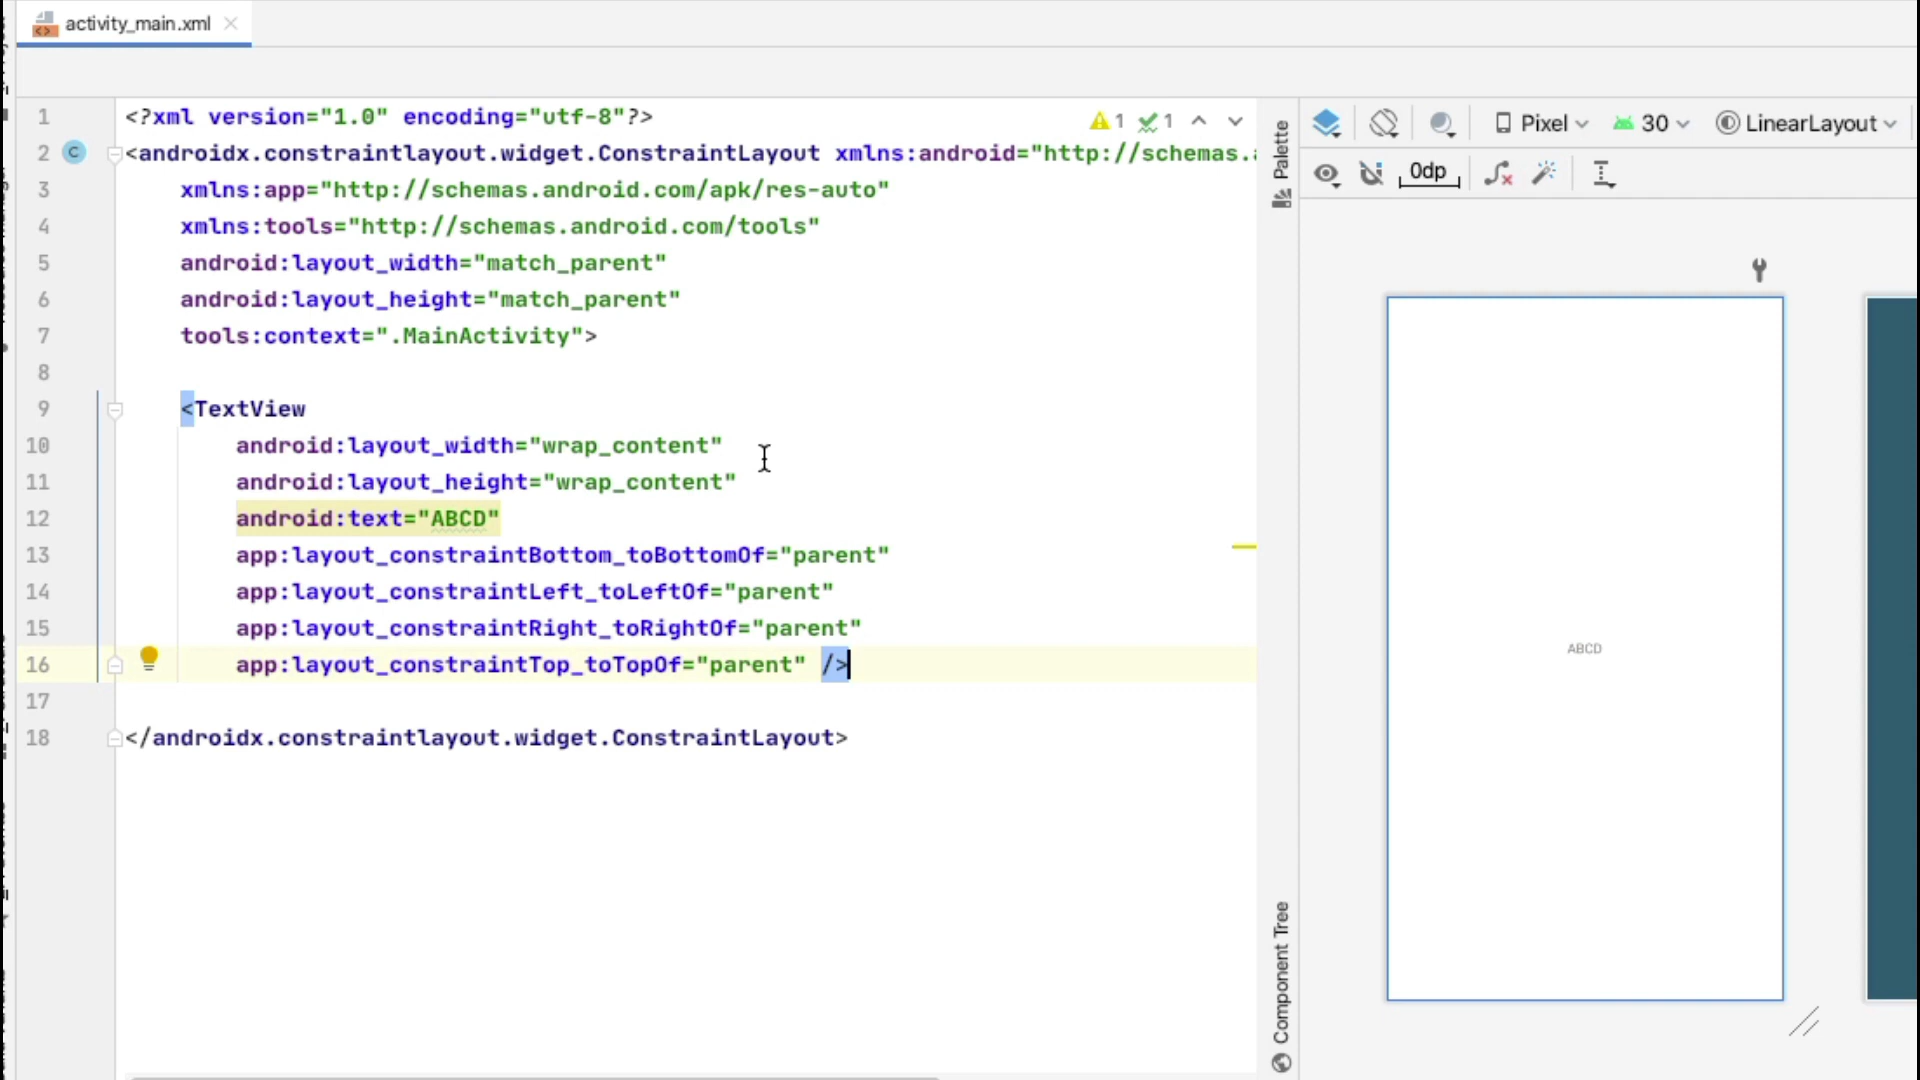 activity_main.xml
1 <?xml version="1.0" encoding="utf-8"?>
2 <androidx.constraintlayout.widget.ConstraintLayout xmlns:android="http://schemas.
3 xmlns:app="http://schemas.android.com/apk/res-auto"
4 xmlns:tools="http://schemas.android.com/tools"
5 android:layout_width="match_parent"
6 android:layout_height="match_parent"
7 tools:context=".MainActivity">
8
9 <TextView
10 android:layout_width="wrap_content"
11 android:layout_height="wrap_content"
12 android:text="ABCD"
13 app:layout_constraintBottom_toBottomOf="parent"
14 app:layout_constraintLeft_toLeftOf="parent"
15 app:layout_constraintRight_toRightOf="parent"
16 app:layout_constraintTop_toTopOf="parent" />
17
18 </androidx.constraintlayout.widget.ConstraintLayout>
1 1
C
Palette
Component Tree
Pixel 30 LinearLayout
0dp
ABCD